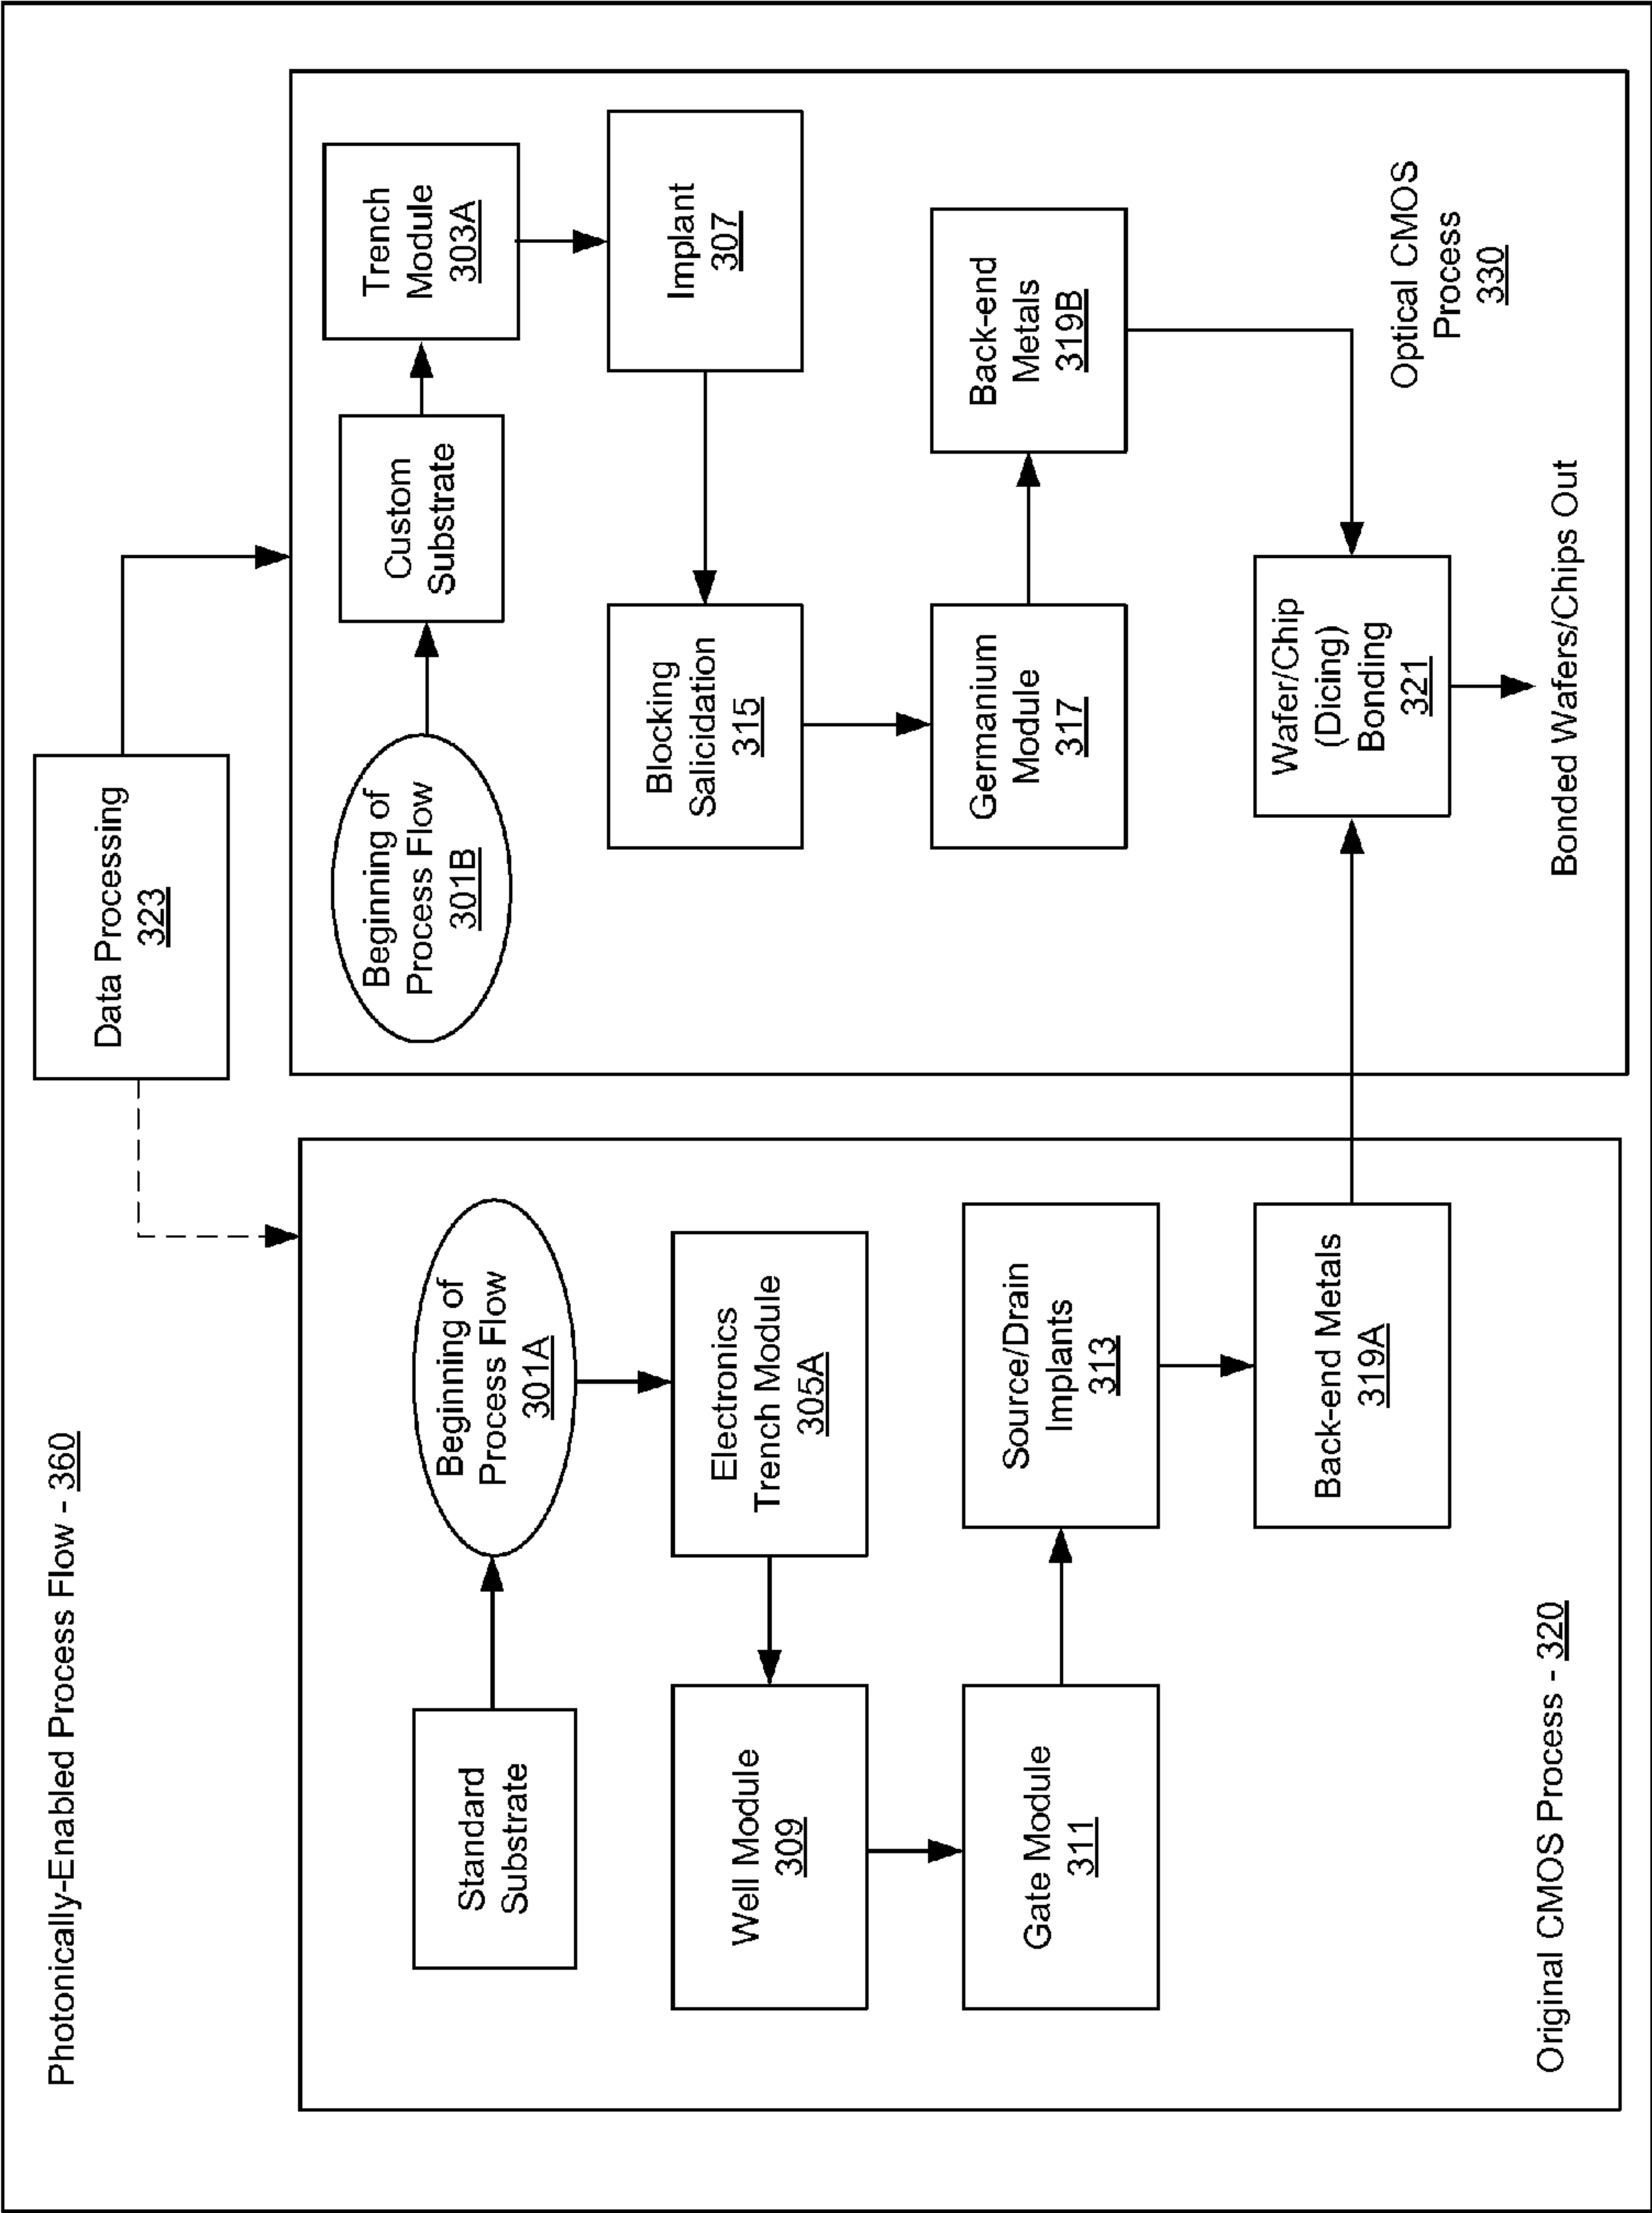 Photonically-Enabled Process Flow - 360
Data Processing
323
Standard
Substrate
Beginning of
Process Flow
301A
Electronics
Trench Module
305A
Well Module
309
Gate Module
311
Source/Drain
Implants
313
Back-end Metals
319A
Original CMOS Process - 320
Beginning of
Process Flow
301B
Custom
Substrate
Trench
Module
303A
Implant
307
Blocking
Salicidation
315
Germanium
Module
317
Back-end
Metals
319B
Wafer/Chip
(Dicing)
Bonding
321
Optical CMOS
Process
330
Bonded Wafers/Chips Out